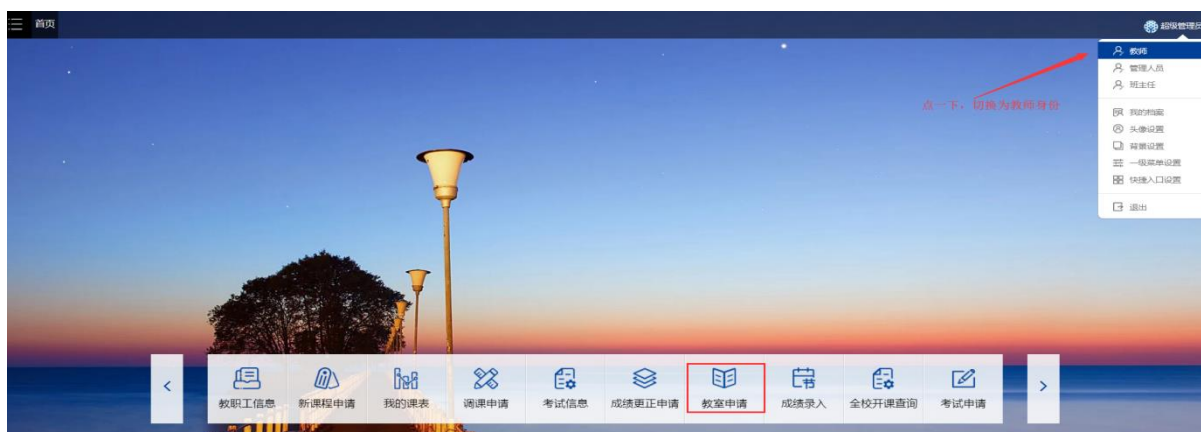 首页
超级管理员
教师
管理人员
班主任
点一下，切换为教师身份
我的档案
头像设置
背景设置
一级菜单设置
快捷入口设置
退出
教职工信息 新课程申请 我的课表 调课申请 考试信息 成绩更正申请 教室申请 成绩录入 全校开课查询 考试申请